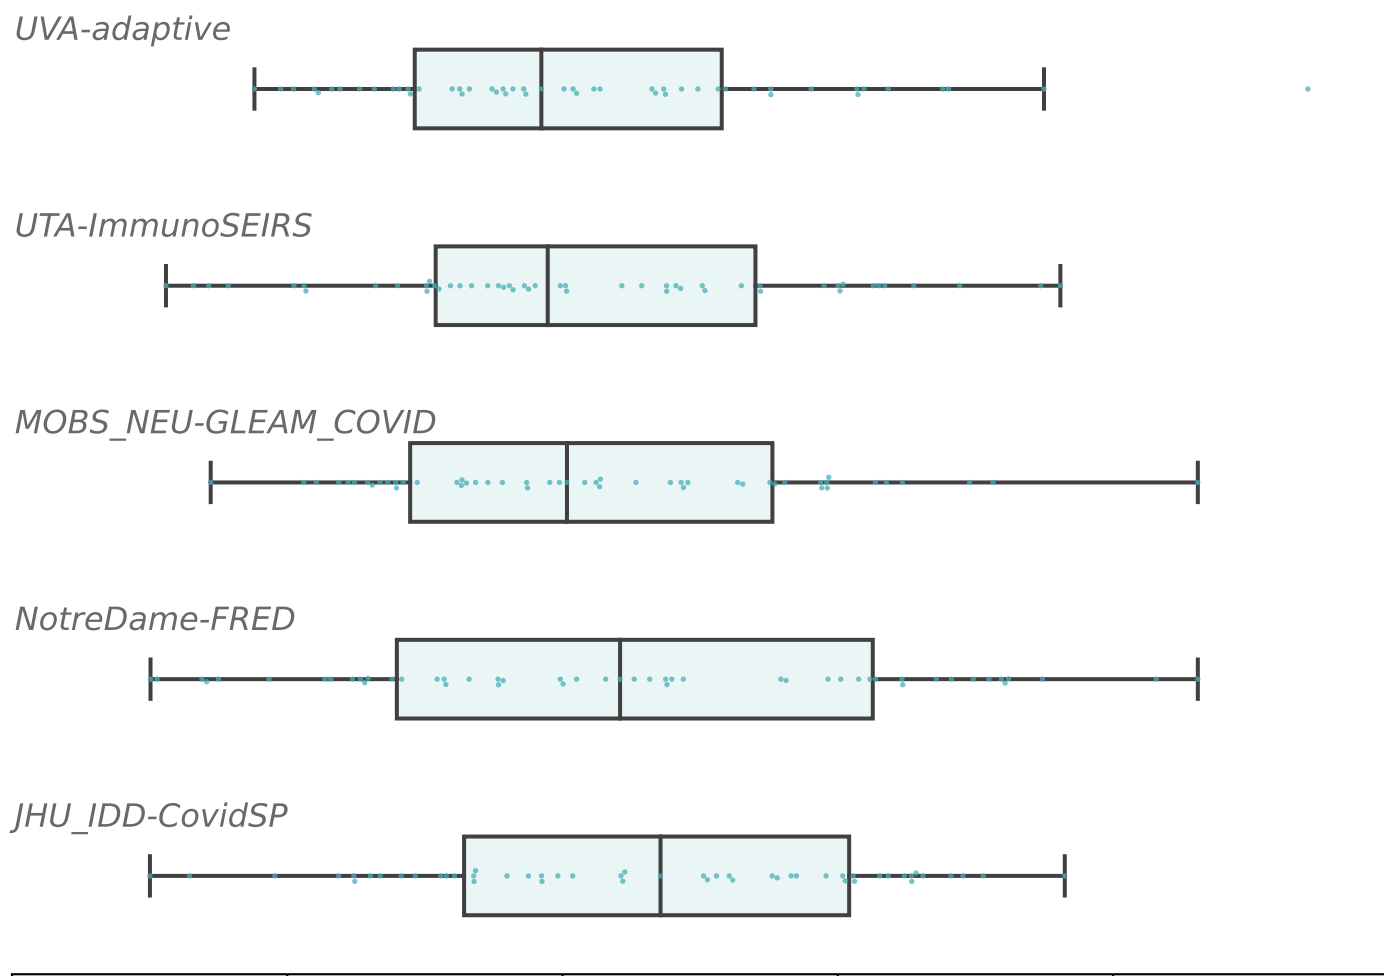 UVA-adaptive
UTA-ImmunoSEIRS
MOBS_NEU-GLEAM_COVID
NotreDame-FRED
JHU_IDD-CovidSP